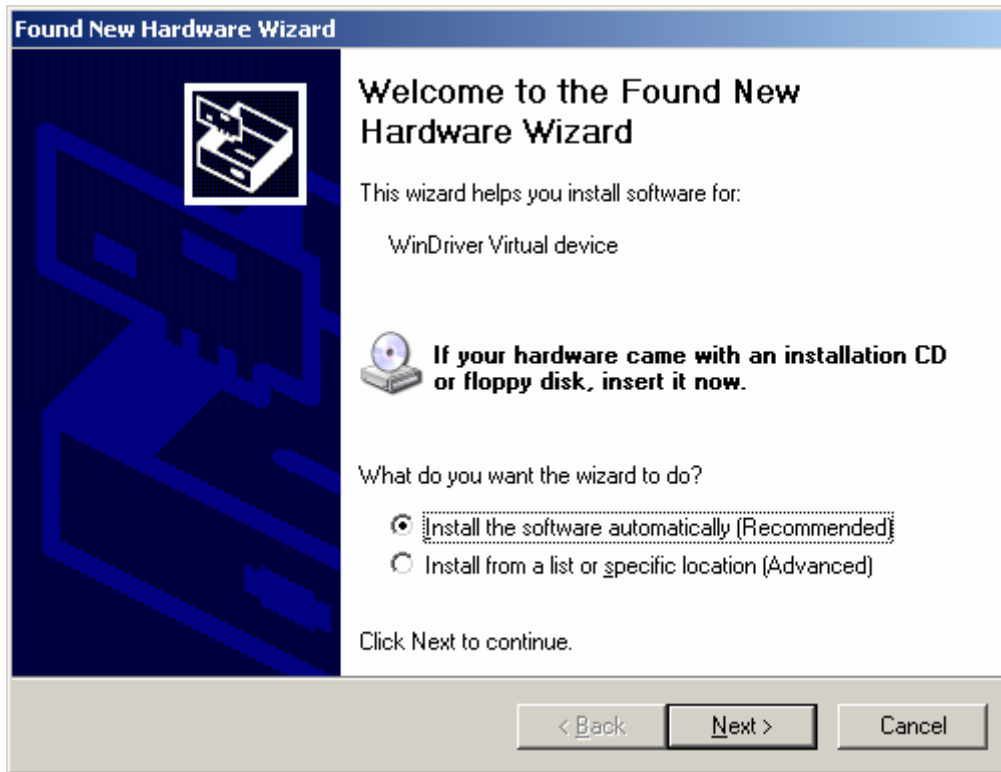 Found New Hardware Wizard
Welcome to the Found New
Hardware Wizard
This wizard helps you install software for:
WinDriver Virtual device
If your hardware came with an installation CD
or floppy disk, insert it now.
What do you want the wizard to do?
Install the software automatically (Recommended)
Install from a list or specific location (Advanced)
Click Next to continue.
< Back Next > Cancel